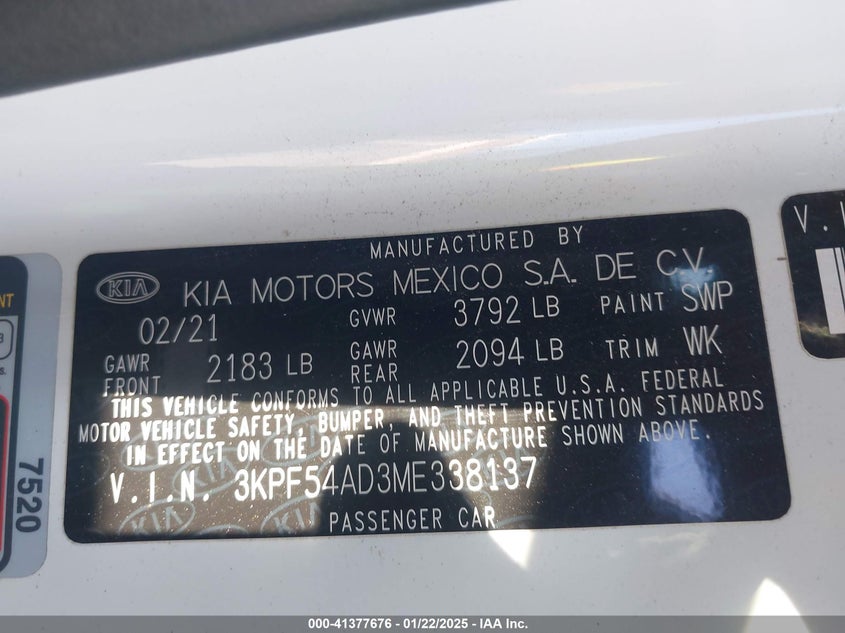 MANUFACTURED BY
KIA KIA MOTORS MEXICO S.A. DE C.V.
02/21 GVWR 3792 LB PAINT SWP
GAWR FRONT 2183 LB GAWR REAR 2094 LB TRIM WK
THIS VEHICLE CONFORMS TO ALL APPLICABLE U.S.A. FEDERAL
MOTOR VEHICLE SAFETY, BUMPER, AND THEFT PREVENTION STANDARDS
IN EFFECT ON THE DATE OF MANUFACTURE SHOWN ABOVE.
V.I.N. 3KPF54AD3ME338137
PASSENGER CAR
7520
V.I
000-41377676 - 01/22/2025 - IAA Inc.